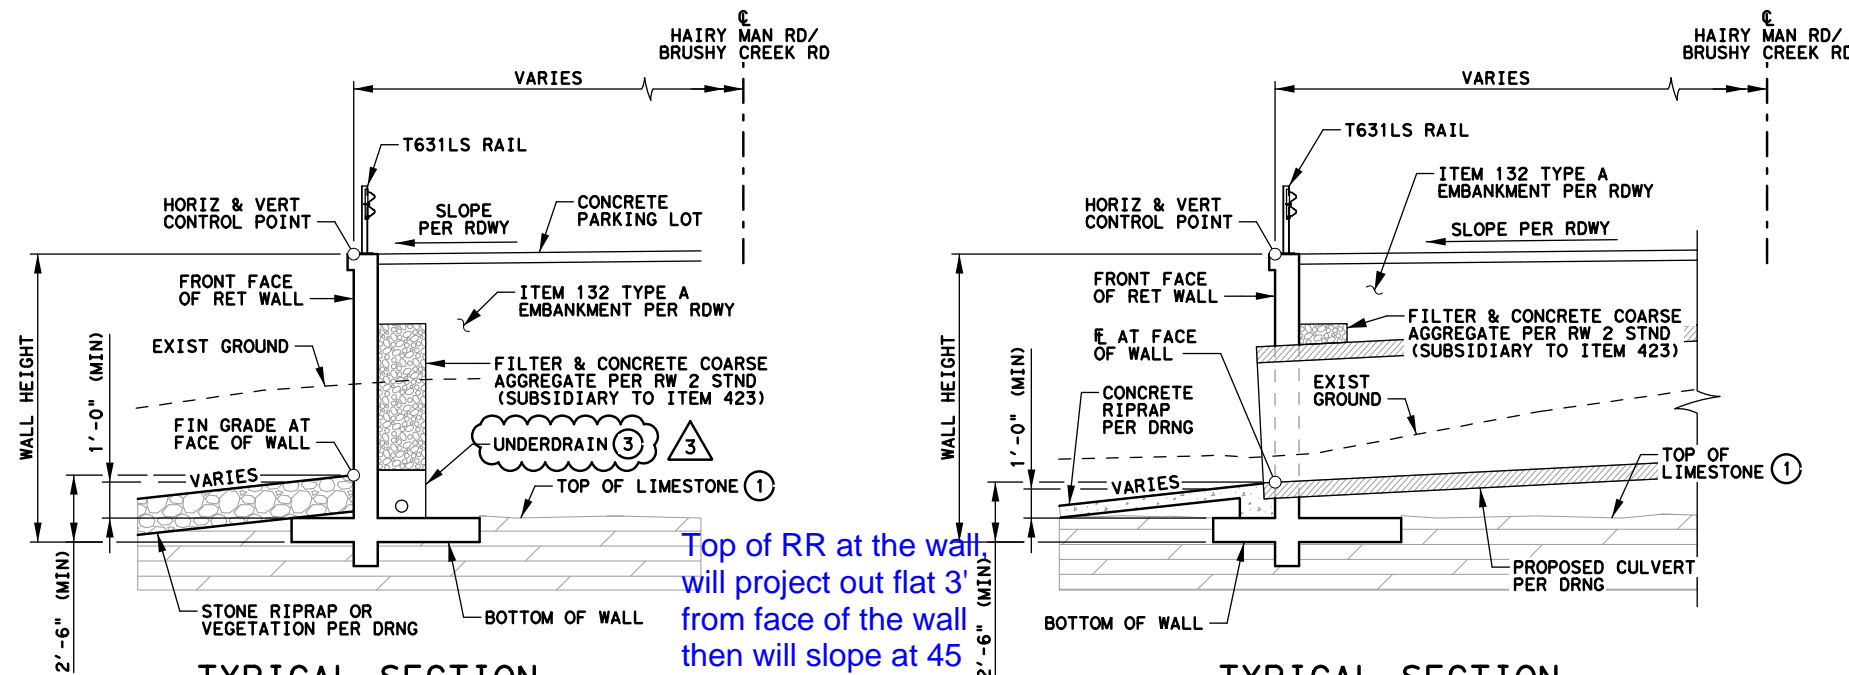 ℄
HAIRY MAN RD/
BRUSHY CREEK RD
VARIES
T631LS RAIL
HORIZ & VERT
CONTROL POINT
SLOPE
PER RDWY
CONCRETE
PARKING LOT
FRONT FACE
OF RET WALL
ITEM 132 TYPE A
EMBANKMENT PER RDWY
WALL HEIGHT
1'-0" (MIN)
EXIST GROUND
FILTER & CONCRETE COARSE
AGGREGATE PER RW 2 STND
(SUBSIDIARY TO ITEM 423)
FIN GRADE AT
FACE OF WALL
UNDERDRAIN 3
3
VARIES
TOP OF LIMESTONE 1
2'-6" (MIN)
STONE RIPRAP OR
VEGETATION PER DRNG
BOTTOM OF WALL
TYPICAL SECTION
Top of RR at the wall,
will project out flat 3'
from face of the wall
then will slope at 45
℄
HAIRY MAN RD/
BRUSHY CREEK RD
VARIES
T631LS RAIL
ITEM 132 TYPE A
EMBANKMENT PER RDWY
HORIZ & VERT
CONTROL POINT
SLOPE PER RDWY
FRONT FACE
OF RET WALL
FILTER & CONCRETE COARSE
AGGREGATE PER RW 2 STND
(SUBSIDIARY TO ITEM 423)
FL AT FACE
OF WALL
WALL HEIGHT
1'-0" (MIN)
CONCRETE
RIPRAP
PER DRNG
EXIST
GROUND
TOP OF
LIMESTONE 1
VARIES
2'-6" (MIN)
PROPOSED CULVERT
PER DRNG
BOTTOM OF WALL
TYPICAL SECTION